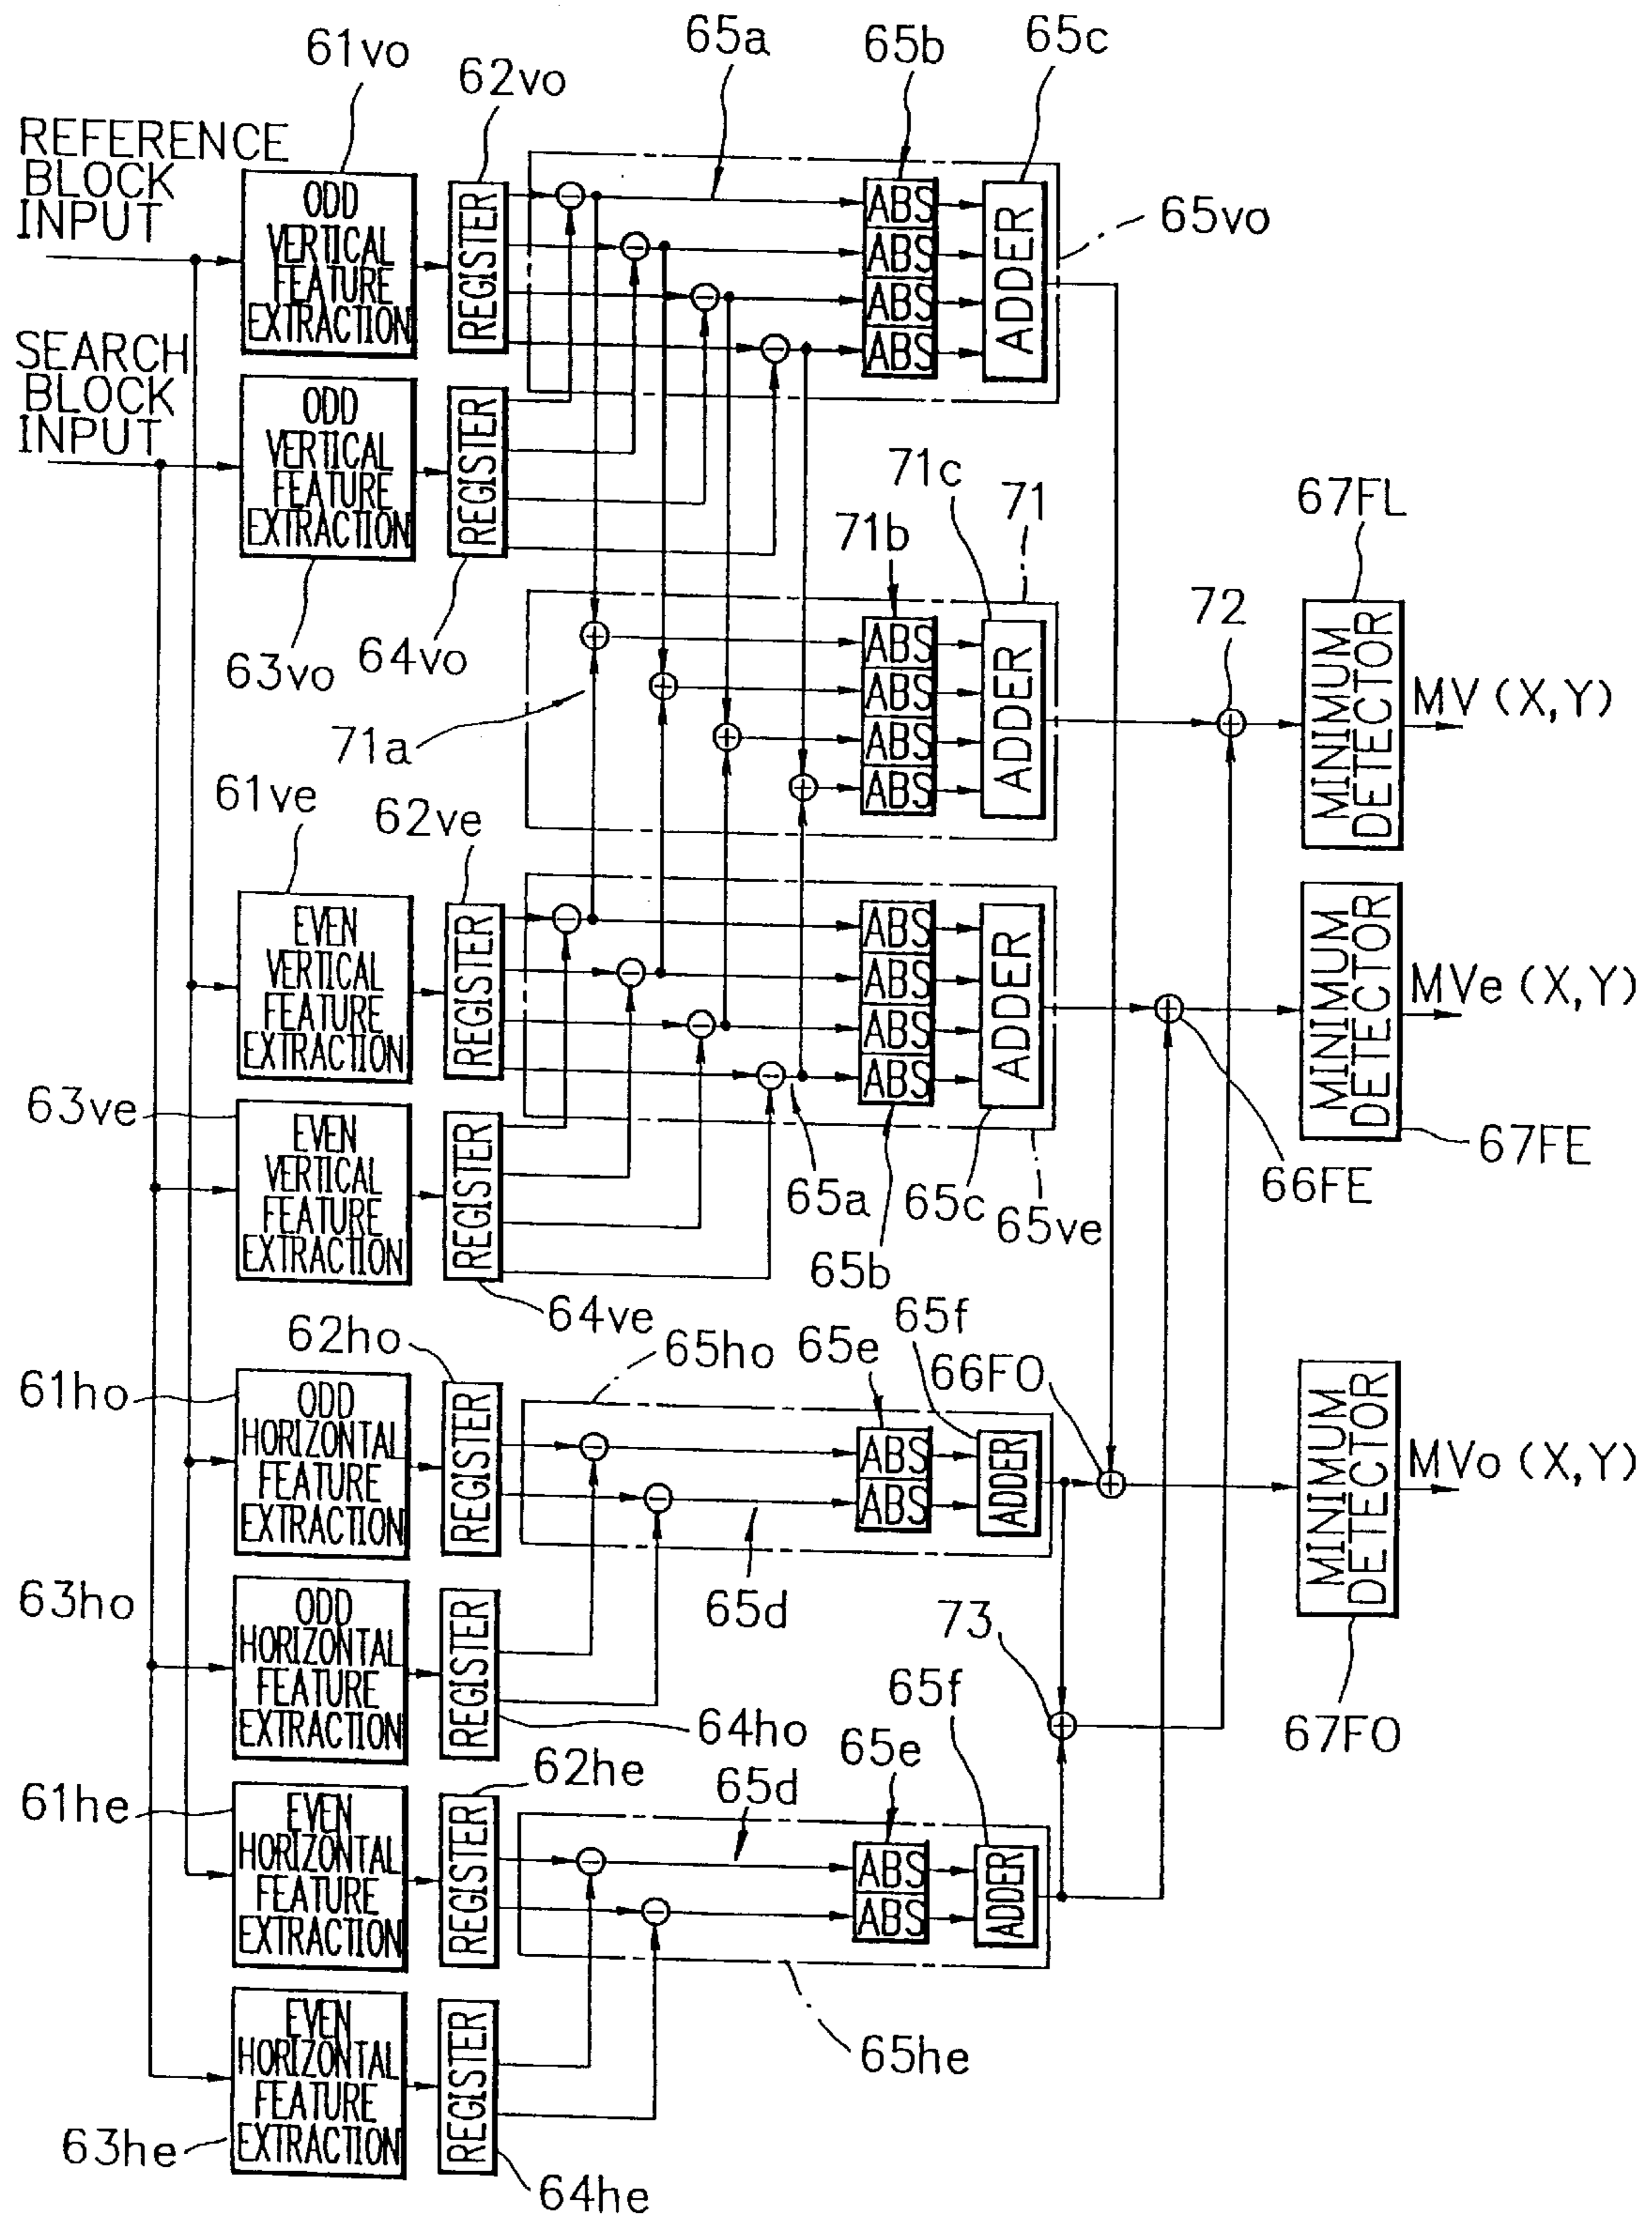 61vo
62vo
65a
65b
65c
REFERENCE
BLOCK
INPUT
ODD
VERTICAL
FEATURE
EXTRACTION
REGISTER
ABS
ABS
ABS
ABS
ADDER
65vo
SEARCH
BLOCK
INPUT
ODD
VERTICAL
FEATURE
EXTRACTION
REGISTER
63vo
64vo
71a
71b
71c
71
ABS
ABS
ABS
ABS
ADDER
72
67FL
MINIMUM
DETECTOR
MV (X,Y)
61ve
62ve
EVEN
VERTICAL
FEATURE
EXTRACTION
REGISTER
ABS
ABS
ABS
ABS
ADDER
66FE
MINIMUM
DETECTOR
MVe (X,Y)
67FE
63ve
EVEN
VERTICAL
FEATURE
EXTRACTION
REGISTER
64ve
65a
65b
65c
65ve
61ho
62ho
65ho
65e
65f
66FO
ODD
HORIZONTAL
FEATURE
EXTRACTION
REGISTER
ABS
ABS
ADDER
65d
MINIMUM
DETECTOR
MVo (X,Y)
67FO
63ho
ODD
HORIZONTAL
FEATURE
EXTRACTION
REGISTER
64ho
73
61he
62he
65d
65e
65f
EVEN
HORIZONTAL
FEATURE
EXTRACTION
REGISTER
ABS
ABS
ADDER
65he
63he
EVEN
HORIZONTAL
FEATURE
EXTRACTION
REGISTER
64he